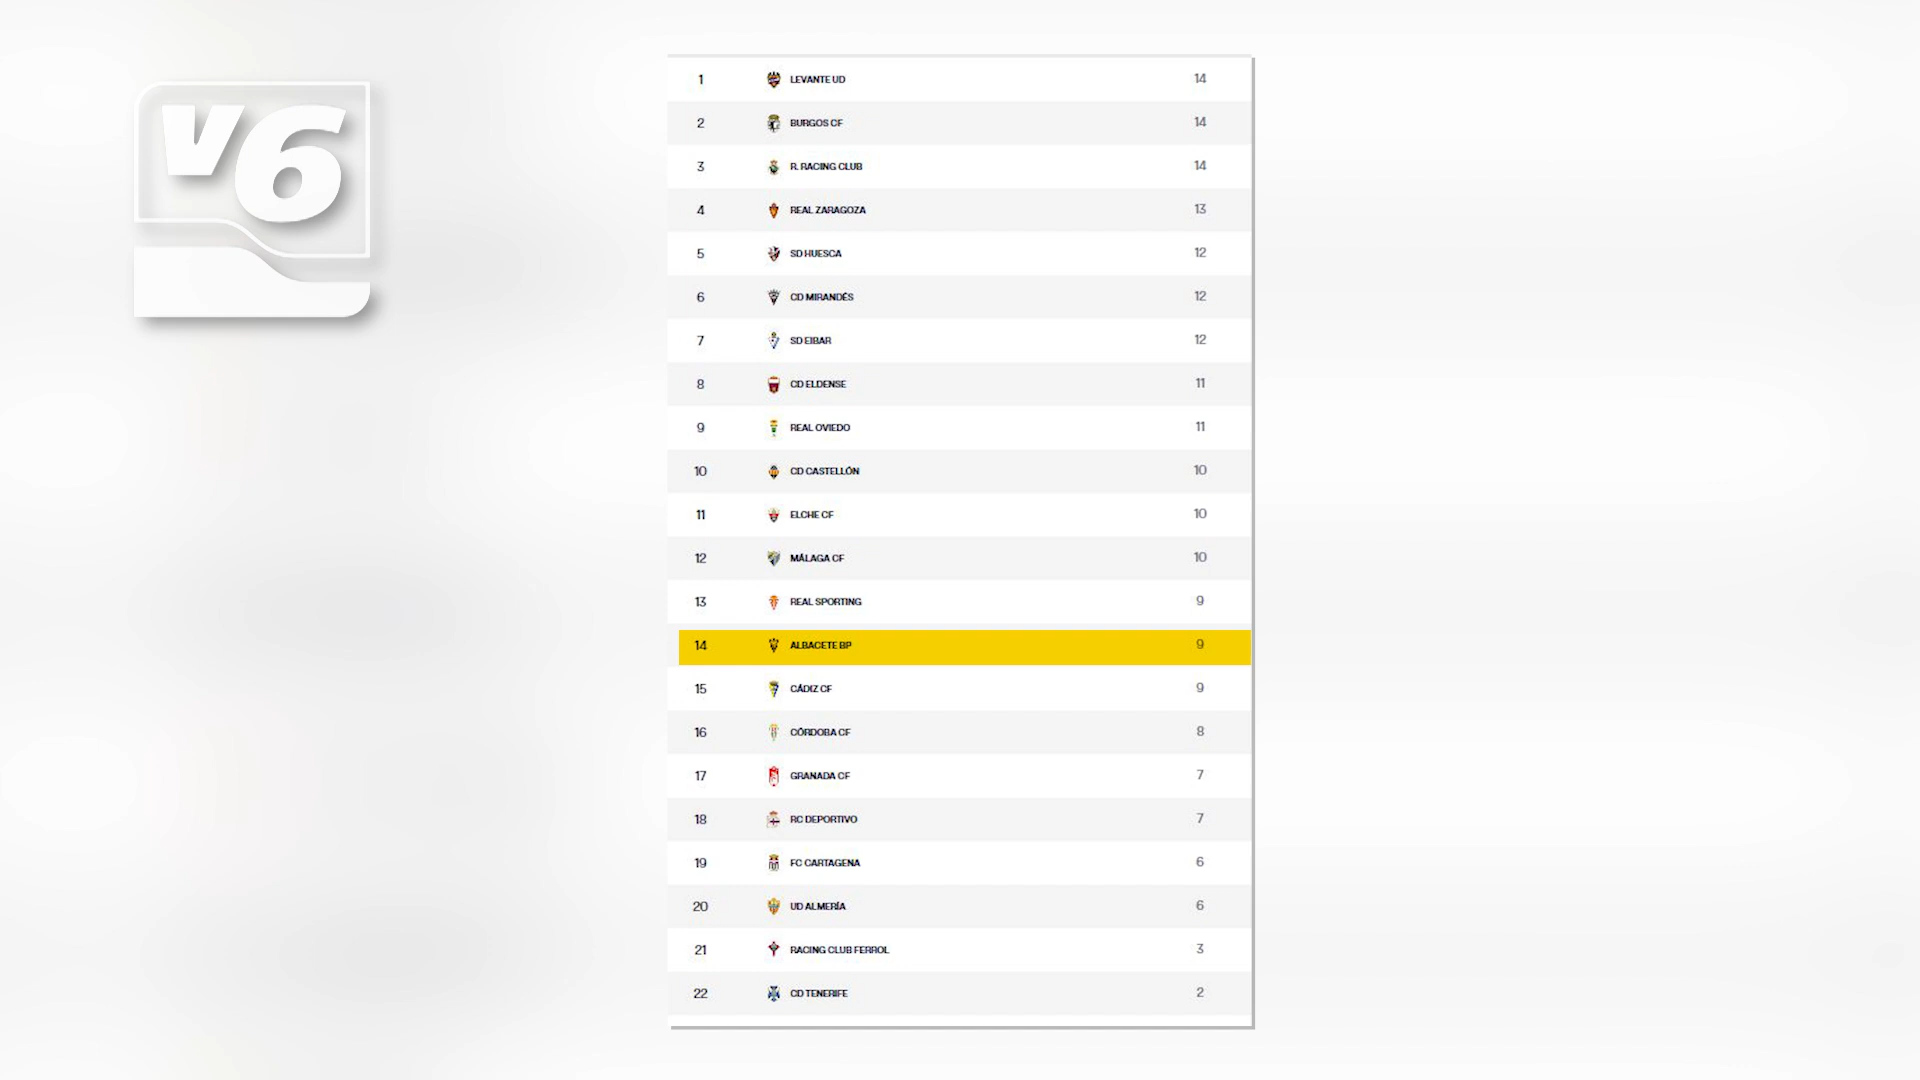 v6
1 LEVANTE UD 14
2 BURGOS CF 14
3 R. RACING CLUB 14
4 REAL ZARAGOZA 13
5 SD HUESCA 12
6 CD MIRANDÉS 12
7 SD EIBAR 12
8 CD ELDENSE 11
9 REAL OVIEDO 11
10 CD CASTELLÓN 10
11 ELCHE CF 10
12 MÁLAGA CF 10
13 REAL SPORTING 9
14 ALBACETE BP 9
15 CÁDIZ CF 9
16 CÓRDOBA CF 8
17 GRANADA CF 7
18 RC DEPORTIVO 7
19 FC CARTAGENA 6
20 UD ALMERÍA 6
21 RACING CLUB FERROL 3
22 CD TENERIFE 2